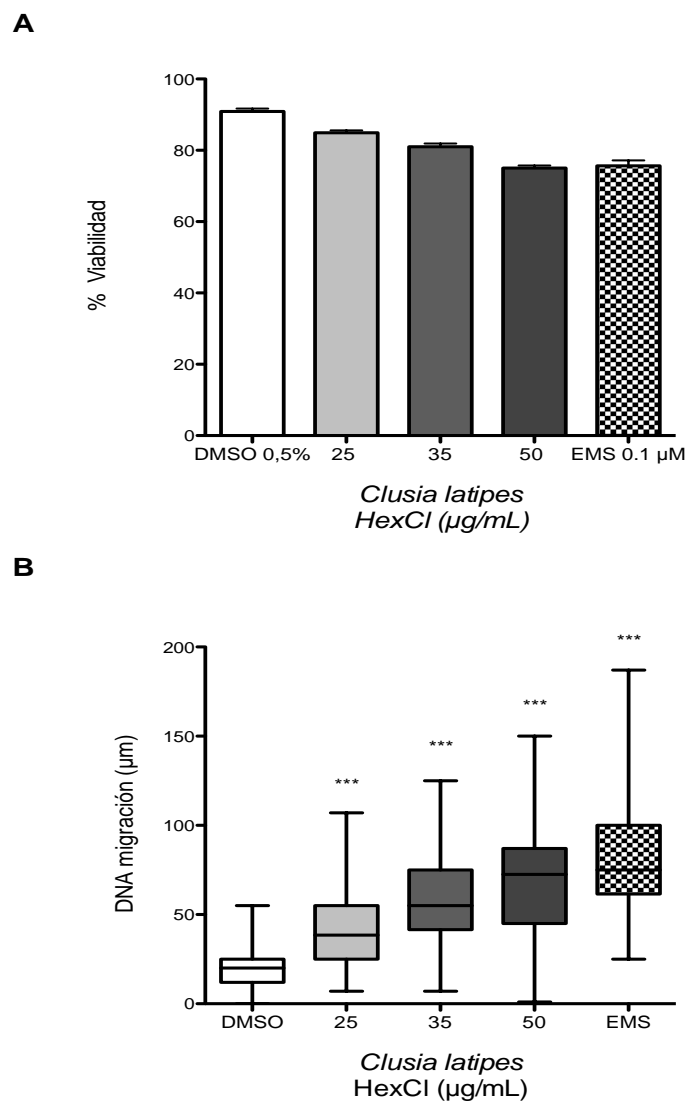 A
100
80
60
40
20
0
% Viabilidad
DMSO 0,5% 25 35 50 EMS 0.1 µM
Clusia latipes
HexCl (µg/mL)
B
200
150
100
50
0
DNA migración (µm)
*** *** *** ***
DMSO 25 35 50 EMS
Clusia latipes
HexCl (µg/mL)